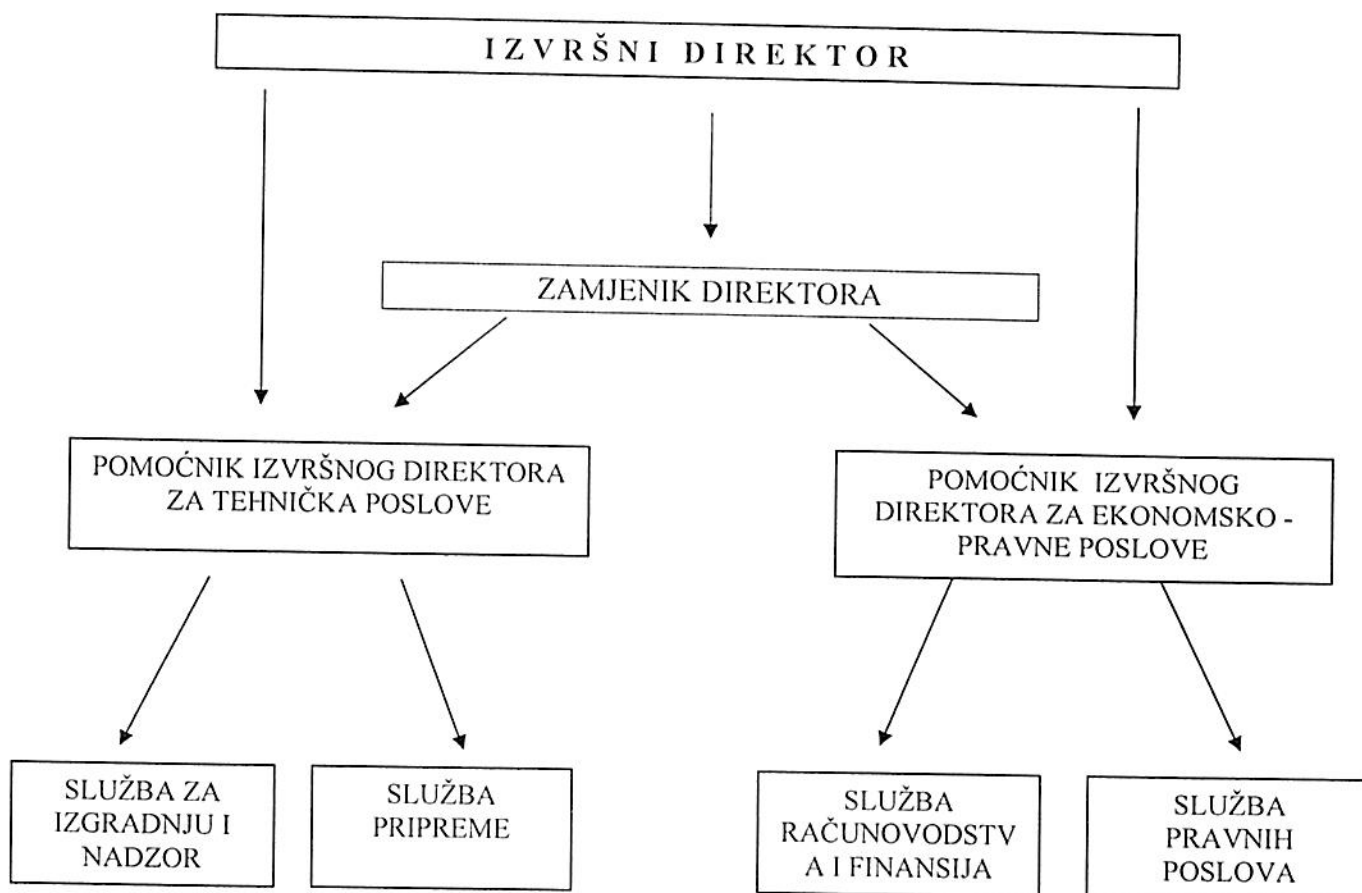 IZVRŠNI DIREKTOR
ZAMJENIK DIREKTORA
POMOĆNIK IZVRŠNOG DIREKTORA
ZA TEHNIČKA POSLOVE
POMOĆNIK IZVRŠNOG
DIREKTORA ZA EKONOMSKO -
PRAVNE POSLOVE
SLUŽBA ZA
IZGRADNJU I
NADZOR
SLUŽBA
PRIPREME
SLUŽBA
RAČUNOVODSTV
A I FINANSIJA
SLUŽBA
PRAVNIH
POSLOVA